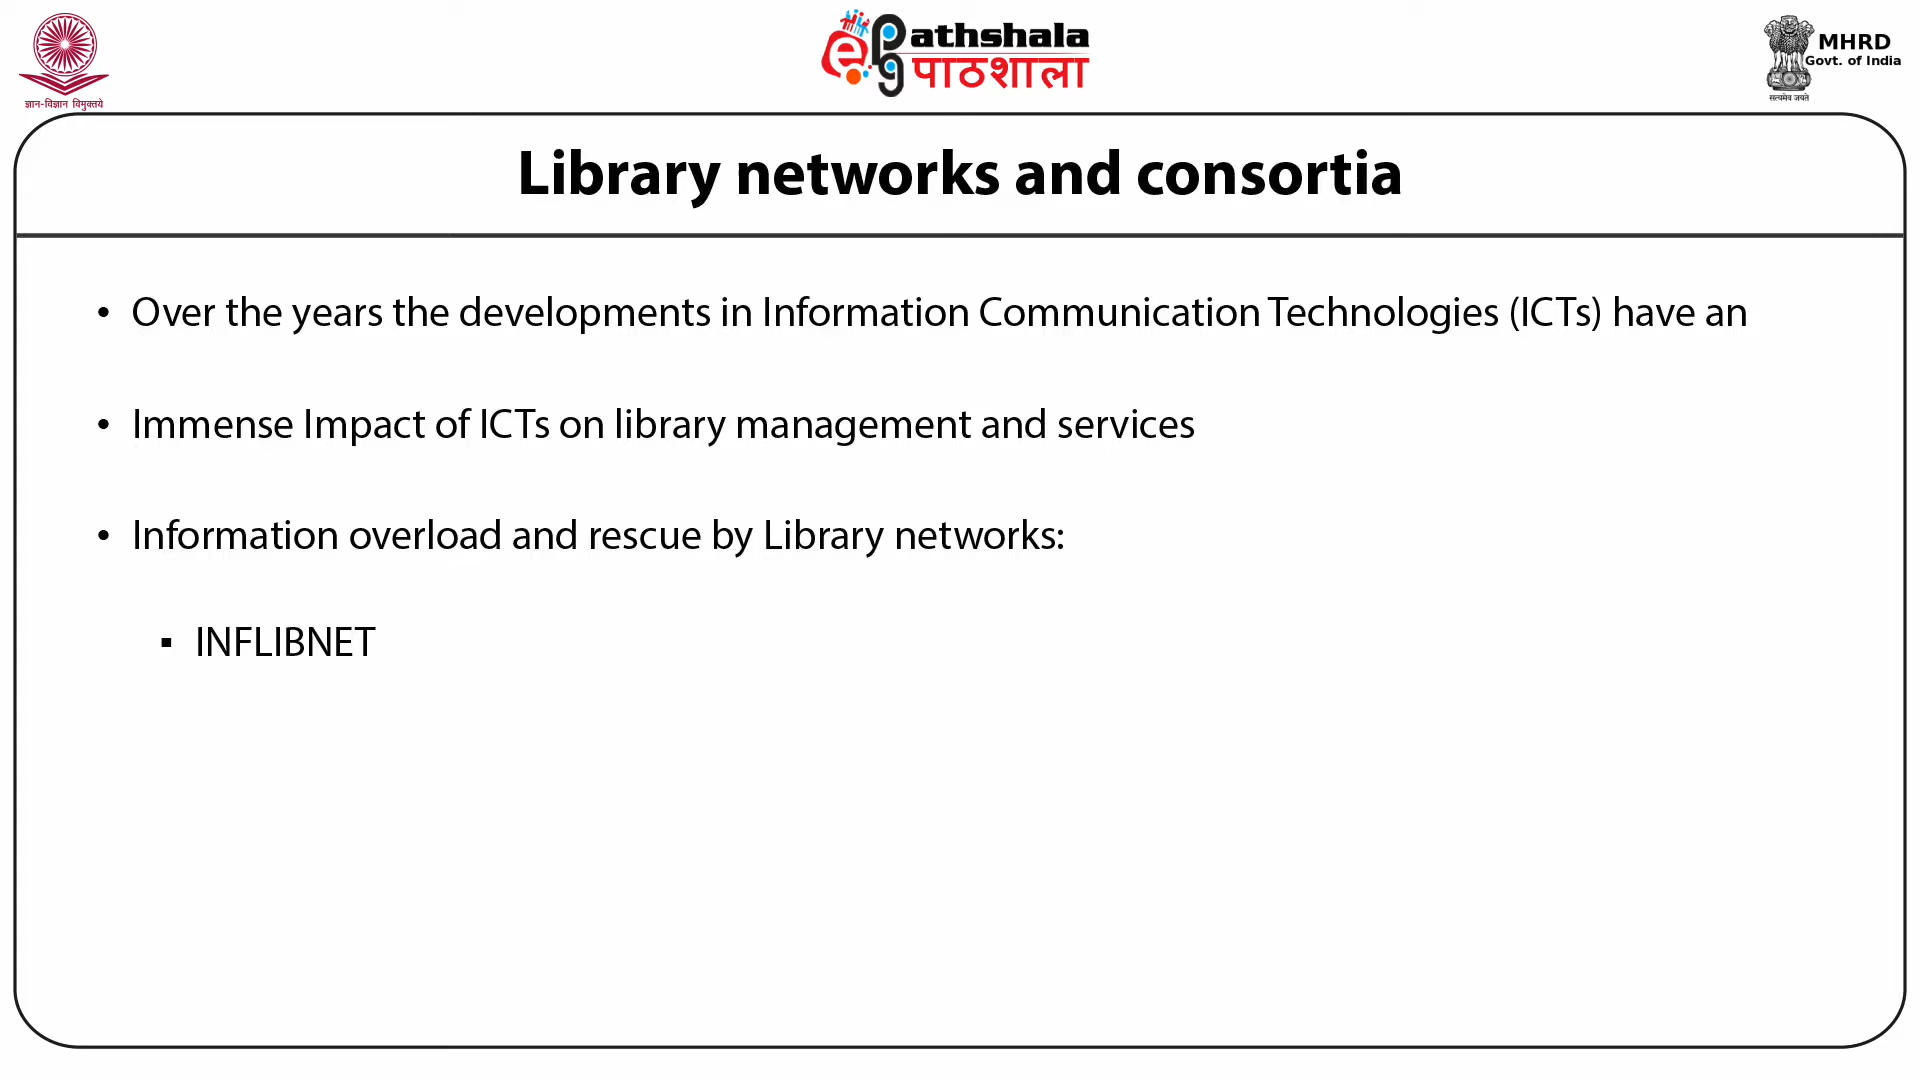 ज्ञान-विज्ञान विमुक्तये
e
pg
athshala
पाठशाला
MHRD
Govt. of India
सत्यमेव जयते
Library networks and consortia
• Over the years the developments in Information Communication Technologies (ICTs) have an
• Immense Impact of ICTs on library management and services
• Information overload and rescue by Library networks:
▪ INFLIBNET